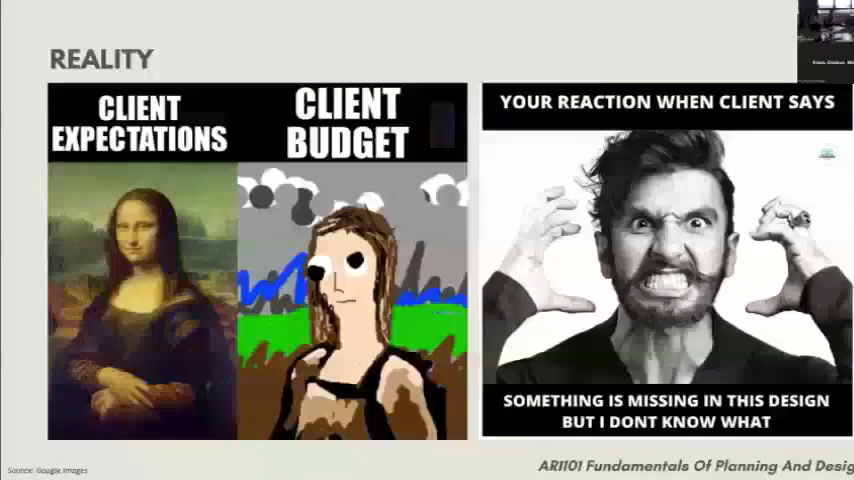 REALITY
CLIENT
EXPECTATIONS
CLIENT
BUDGET
YOUR REACTION WHEN CLIENT SAYS
SOMETHING IS MISSING IN THIS DESIGN
BUT I DONT KNOW WHAT
Source: Google Images
AR1101 Fundamentals Of Planning And Desig